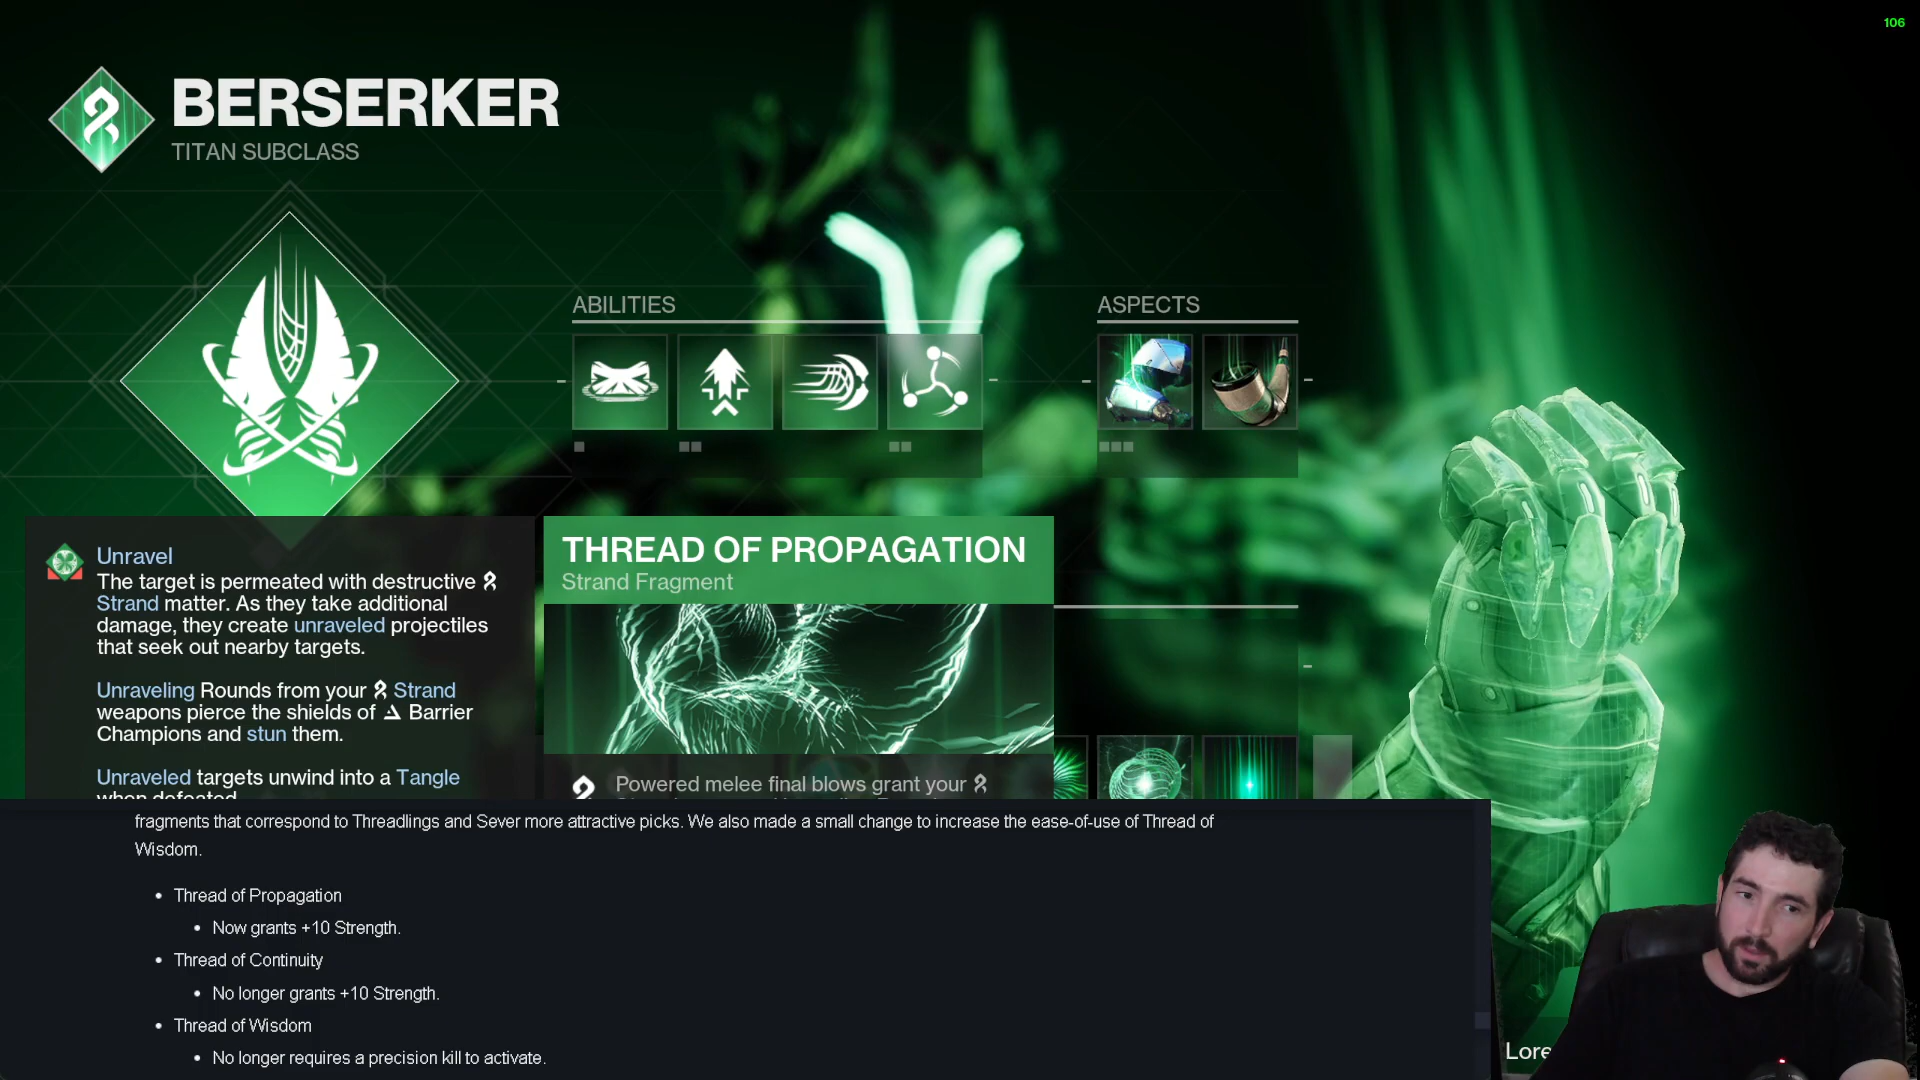 106
BERSERKER
TITAN SUBCLASS
ABILITIES
ASPECTS
Unravel
The target is permeated with destructive
Strand matter. As they take additional
damage, they create unraveled projectiles
that seek out nearby targets.
Unraveling Rounds from your Strand
weapons pierce the shields of Barrier
Champions and stun them.
Unraveled targets unwind into a Tangle
when defeated
THREAD OF PROPAGATION
Strand Fragment
Powered melee final blows grant your
fragments that correspond to Threadlings and Sever more attractive picks. We also made a small change to increase the ease-of-use of Thread of
Wisdom.
• Thread of Propagation
• Now grants +10 Strength.
• Thread of Continuity
• No longer grants +10 Strength.
• Thread of Wisdom
• No longer requires a precision kill to activate.
Lore